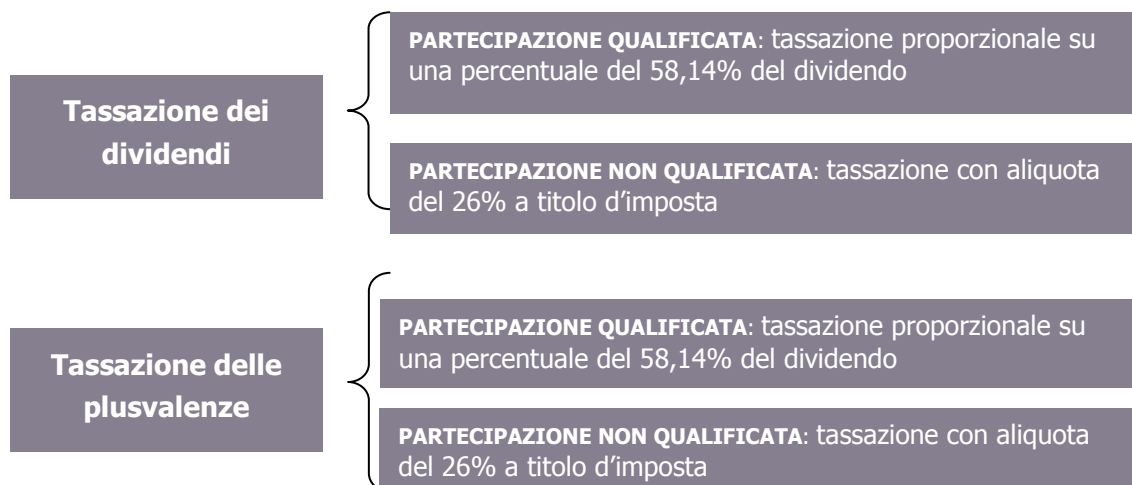 Tassazione dei
dividendi
PARTECIPAZIONE QUALIFICATA: tassazione proporzionale su
una percentuale del 58,14% del dividendo
PARTECIPAZIONE NON QUALIFICATA: tassazione con aliquota
del 26% a titolo d’imposta
Tassazione delle
plusvalenze
PARTECIPAZIONE QUALIFICATA: tassazione proporzionale su
una percentuale del 58,14% del dividendo
PARTECIPAZIONE NON QUALIFICATA: tassazione con aliquota
del 26% a titolo d’imposta